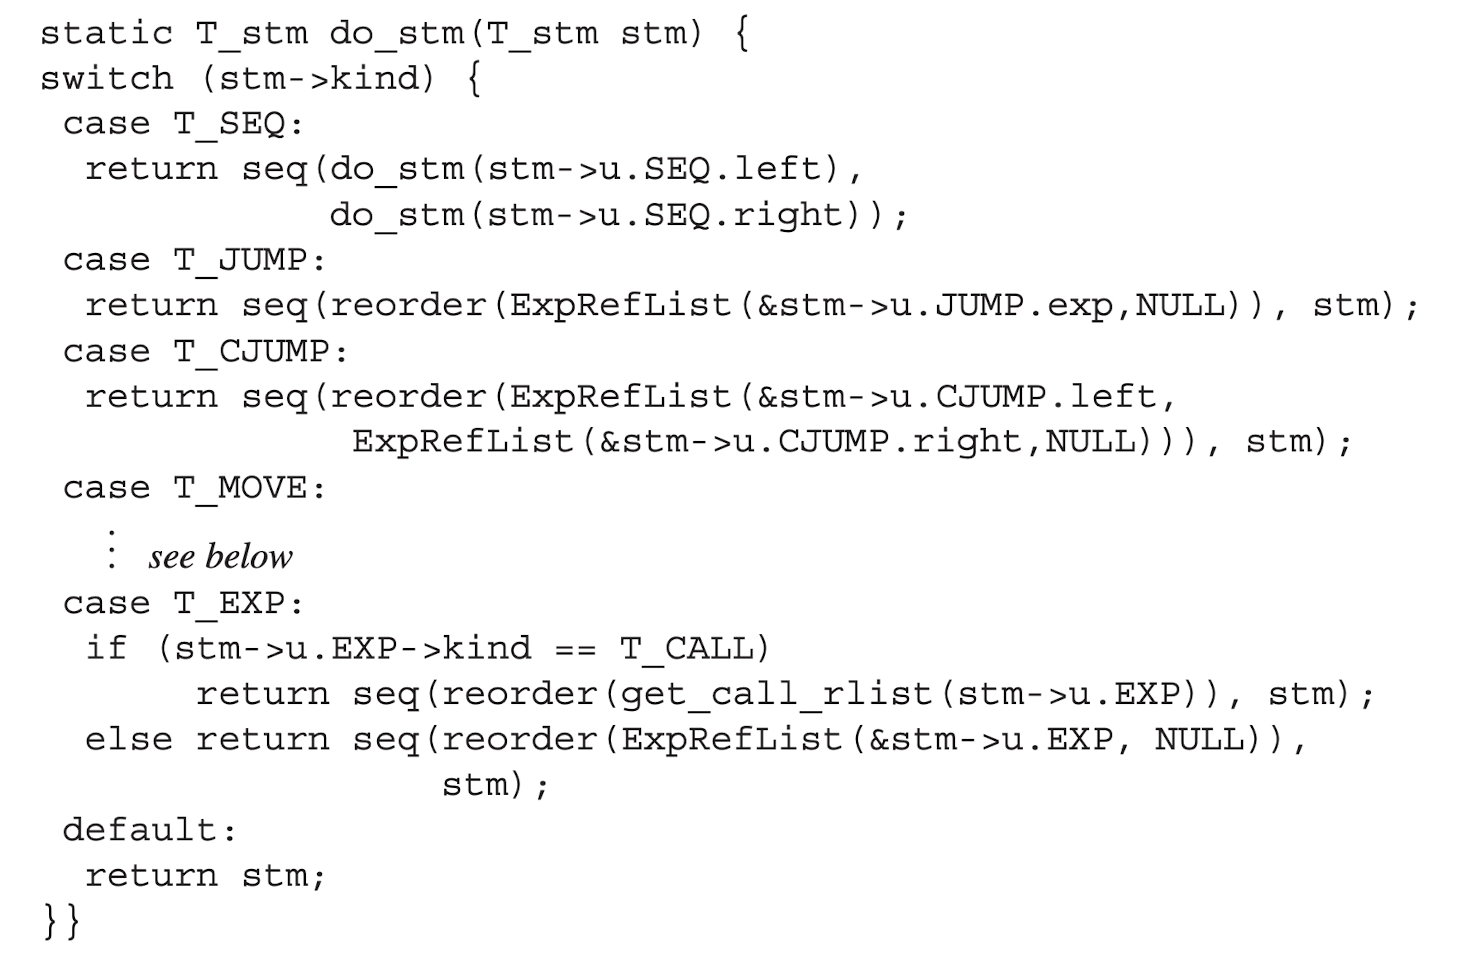 static T_stm do_stm(T_stm stm) {
switch (stm->kind) {
 case T_SEQ:
  return seq(do_stm(stm->u.SEQ.left),
             do_stm(stm->u.SEQ.right));
 case T_JUMP:
  return seq(reorder(ExpRefList(&stm->u.JUMP.exp,NULL)), stm);
 case T_CJUMP:
  return seq(reorder(ExpRefList(&stm->u.CJUMP.left,
              ExpRefList(&stm->u.CJUMP.right,NULL))), stm);
 case T_MOVE:
   ⋮ see below
 case T_EXP:
  if (stm->u.EXP->kind == T_CALL)
       return seq(reorder(get_call_rlist(stm->u.EXP)), stm);
  else return seq(reorder(ExpRefList(&stm->u.EXP, NULL)),
                  stm);
 default:
  return stm;
}}